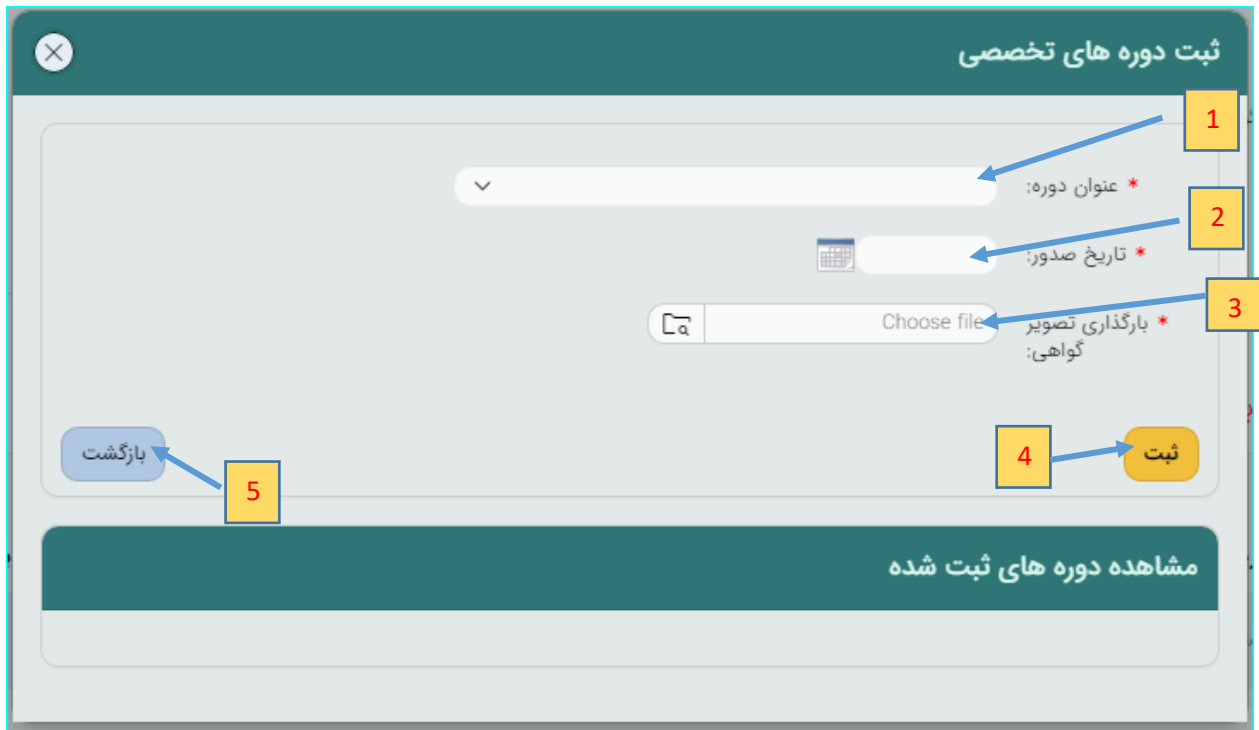 ثبت دوره های تخصصی
1
* عنوان دوره:
2
* تاریخ صدور:
3
* بارگذاری تصویر
گواهی:
Choose file
4
ثبت
5
بازگشت
مشاهده دوره های ثبت شده